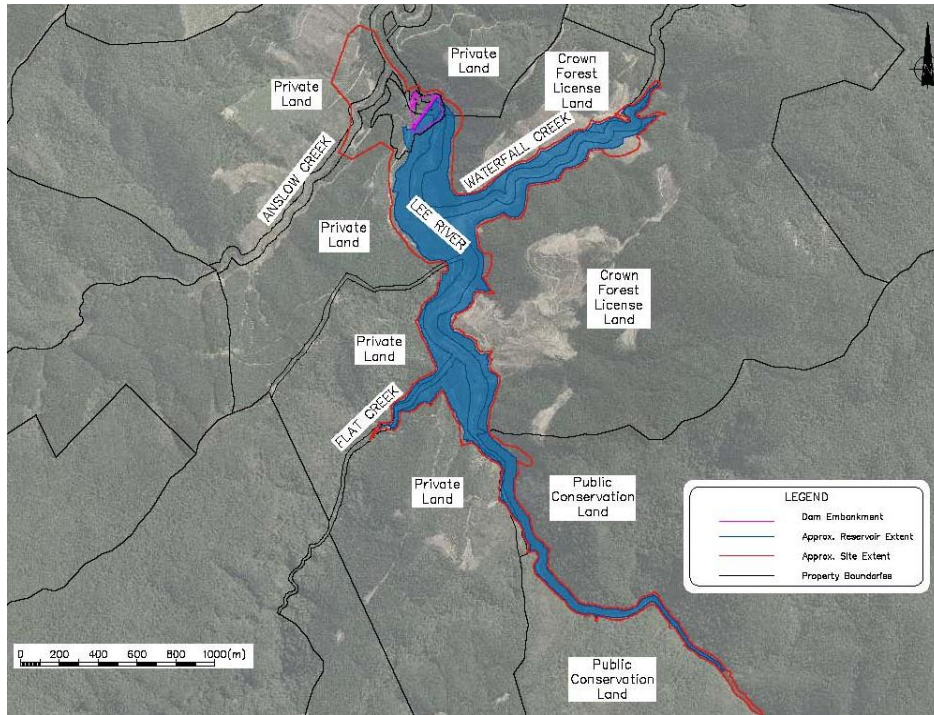 Private
Land
Private
Land
Crown
Forest
License
Land
WATERFALL CREEK
ANSLOW CREEK
LEE RIVER
Private
Land
Crown
Forest
License
Land
Private
Land
FLAT CREEK
Private
Land
Public
Conservation
Land
LEGEND
Dam Embankment
Approx. Reservoir Extent
Approx. Site Extent
Property Boundaries
0 200 400 600 800 1000(m)
Public
Conservation
Land